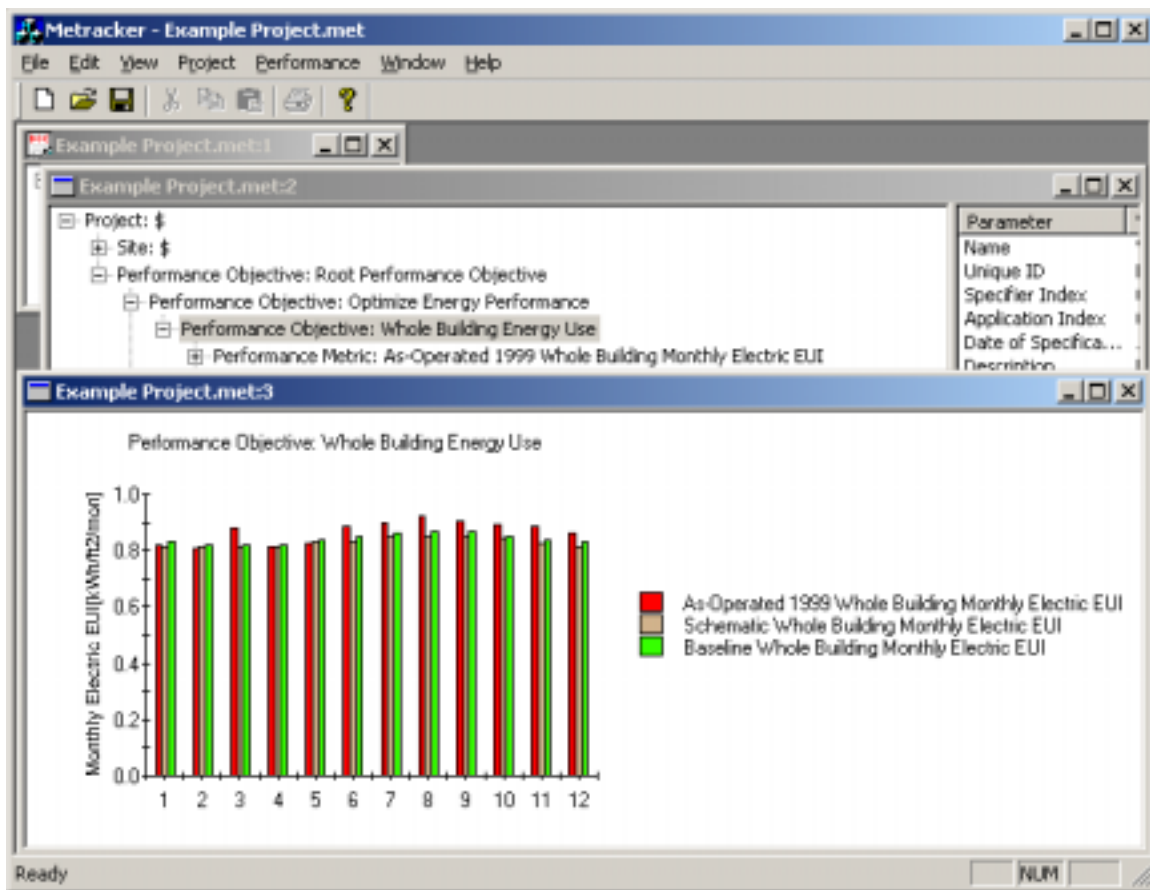 Metracker - Example Project.met
File Edit View Project Performance Window Help
Example Project.met:1
Example Project.met:2
Project: $
Site: $
Performance Objective: Root Performance Objective
Performance Objective: Optimize Energy Performance
Performance Objective: Whole Building Energy Use
Performance Metric: As-Operated 1999 Whole Building Monthly Electric EUI
Parameter
Name
Unique ID
Specifier Index
Application Index
Date of Specifica...
Description
Example Project.met:3
Performance Objective: Whole Building Energy Use
Monthly Electric EUI[kWh/ft2/mon]
1.0
0.8
0.6
0.4
0.2
0.0
1 2 3 4 5 6 7 8 9 10 11 12
As-Operated 1999 Whole Building Monthly Electric EUI
Schematic Whole Building Monthly Electric EUI
Baseline Whole Building Monthly Electric EUI
Ready
NUM